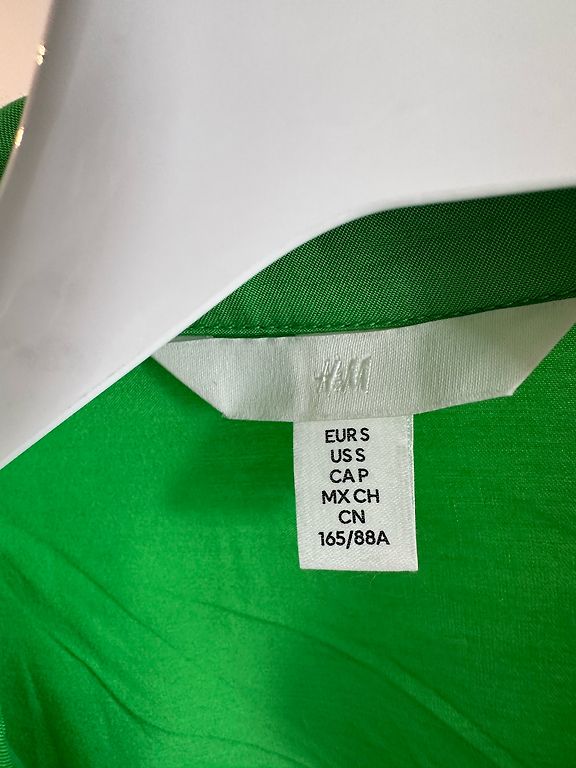 H&M
EUR S
US S
CA P
MX CH
CN
165/88A